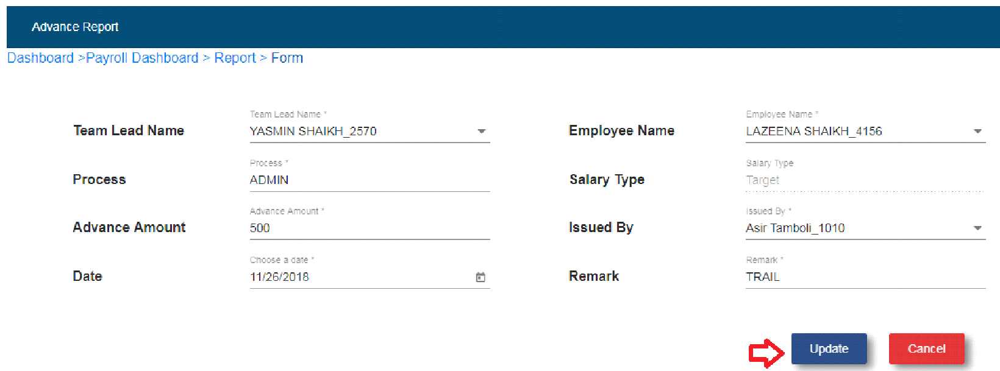 Advance Report
Dashboard >Payroll Dashboard > Report > Form
Team Lead Name * Employee Name *
Team Lead Name YASMIN SHAIKH_2570 Employee Name LAZEENA SHAIKH_4156
Process * Salary Type
Process ADMIN Salary Type Target
Advance Amount * Issued By *
Advance Amount 500 Issued By Asir Tamboli_1010
Choose a date * Remark *
Date 11/26/2018 Remark TRAIL
Update Cancel